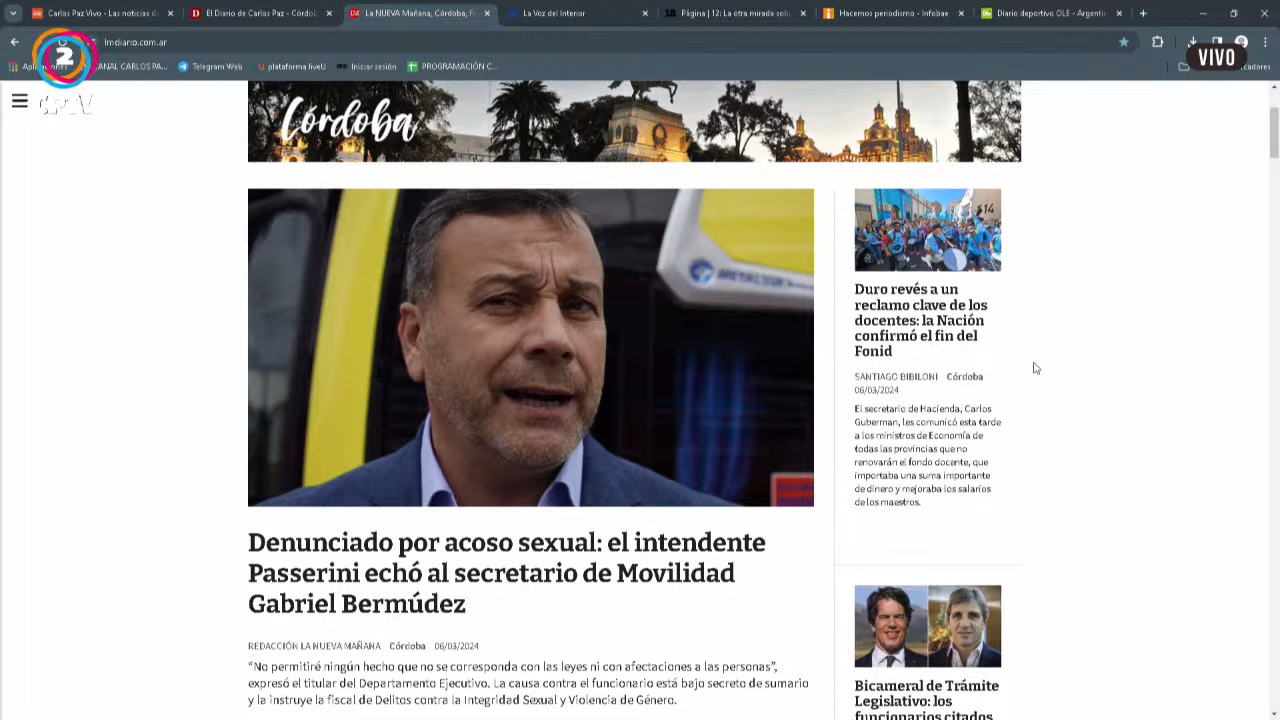 Carlos Paz Vivo - Las noticias d
El Diario de Carlos Paz - Córdob
La NUEVA Mañana, Córdoba, P
La Voz del Interior
Página | 12: La otra mirada sob
Hacemos periodismo - Infobae
Diario deportivo OLÉ - Argenti
lmdiario.com.ar
2
VIVO
CANAL CARLOS PA...
Telegram Web
plataforma liveU
Iniciar sesión
PROGRAMACIÓN C...
CPTV
Córdoba
Denunciado por acoso sexual: el intendente
Passerini echó al secretario de Movilidad
Gabriel Bermúdez
REDACCIÓN LA NUEVA MAÑANA Córdoba 06/03/2024
“No permitiré ningún hecho que no se corresponda con las leyes ni con afectaciones a las personas”,
expresó el titular del Departamento Ejecutivo. La causa contra el funcionario está bajo secreto de sumario
y la instruye la fiscal de Delitos contra la Integridad Sexual y Violencia de Género.
Duro revés a un
reclamo clave de los
docentes: la Nación
confirmó el fin del
Fonid
SANTIAGO BIBILONI Córdoba
06/03/2024
El secretario de Hacienda, Carlos
Guberman, les comunicó esta tarde
a los ministros de Economía de
todas las provincias que no
renovarán el fondo docente, que
importaba una suma importante
de dinero y mejoraba los salarios
de los maestros.
Bicameral de Trámite
Legislativo: los
funcionarios citados